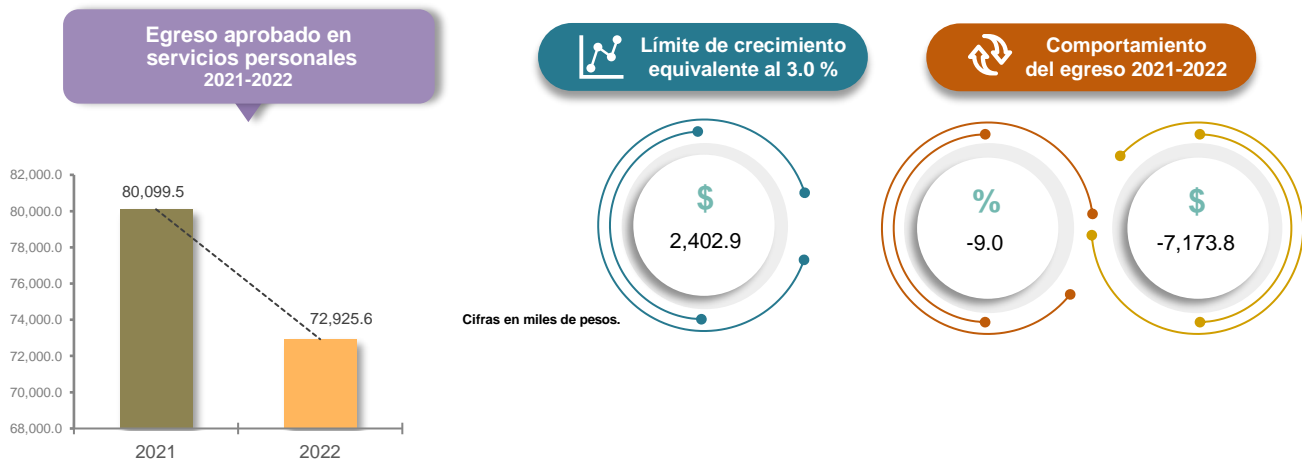 Egreso aprobado en
servicios personales
2021-2022
82,000.0
80,000.0
78,000.0
76,000.0
74,000.0
72,000.0
70,000.0
68,000.0
80,099.5
72,925.6
2021
2022
Límite de crecimiento
equivalente al 3.0 %
$
2,402.9
Cifras en miles de pesos.
Comportamiento
del egreso 2021-2022
%
-9.0
$
-7,173.8